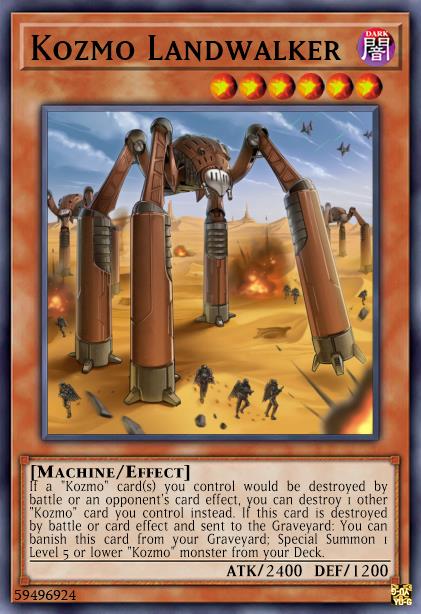 KOZMO LANDWALKER
DARK
闇
[MACHINE/EFFECT]
If a "Kozmo" card(s) you control would be destroyed by
battle or an opponent's card effect, you can destroy 1 other
"Kozmo" card you control instead. If this card is destroyed
by battle or card effect and sent to the Graveyard: You can
banish this card from your Graveyard; Special Summon 1
Level 5 or lower "Kozmo" monster from your Deck.
ATK/2400 DEF/1200
59496924